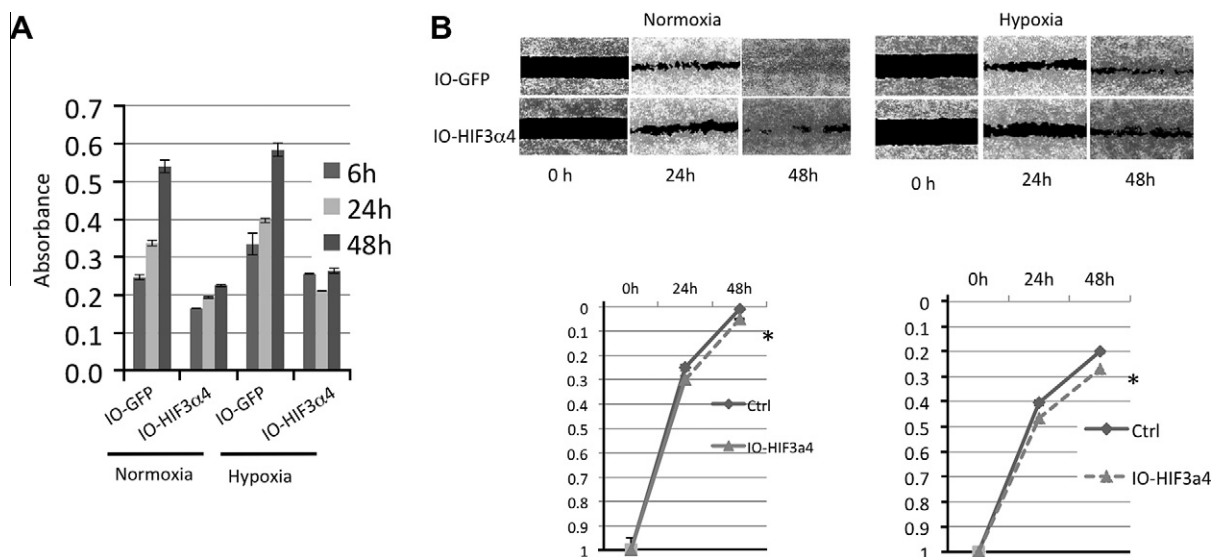 A
Absorbance
0.7
0.6
0.5
0.4
0.3
0.2
0.1
0.0
6h
24h
48h
IO-GFP
IO-HIF3α4
IO-GFP
IO-HIF3α4
Normoxia
Hypoxia
B
Normoxia
Hypoxia
IO-GFP
IO-HIF3α4
0 h
24h
48h
0 h
24h
48h
0h
24h
48h
0
0.1
0.2
0.3
0.4
0.5
0.6
0.7
0.8
0.9
1
*
Ctrl
IO-HIF3a4
0h
24h
48h
0
0.1
0.2
0.3
0.4
0.5
0.6
0.7
0.8
0.9
1
*
Ctrl
IO-HIF3a4